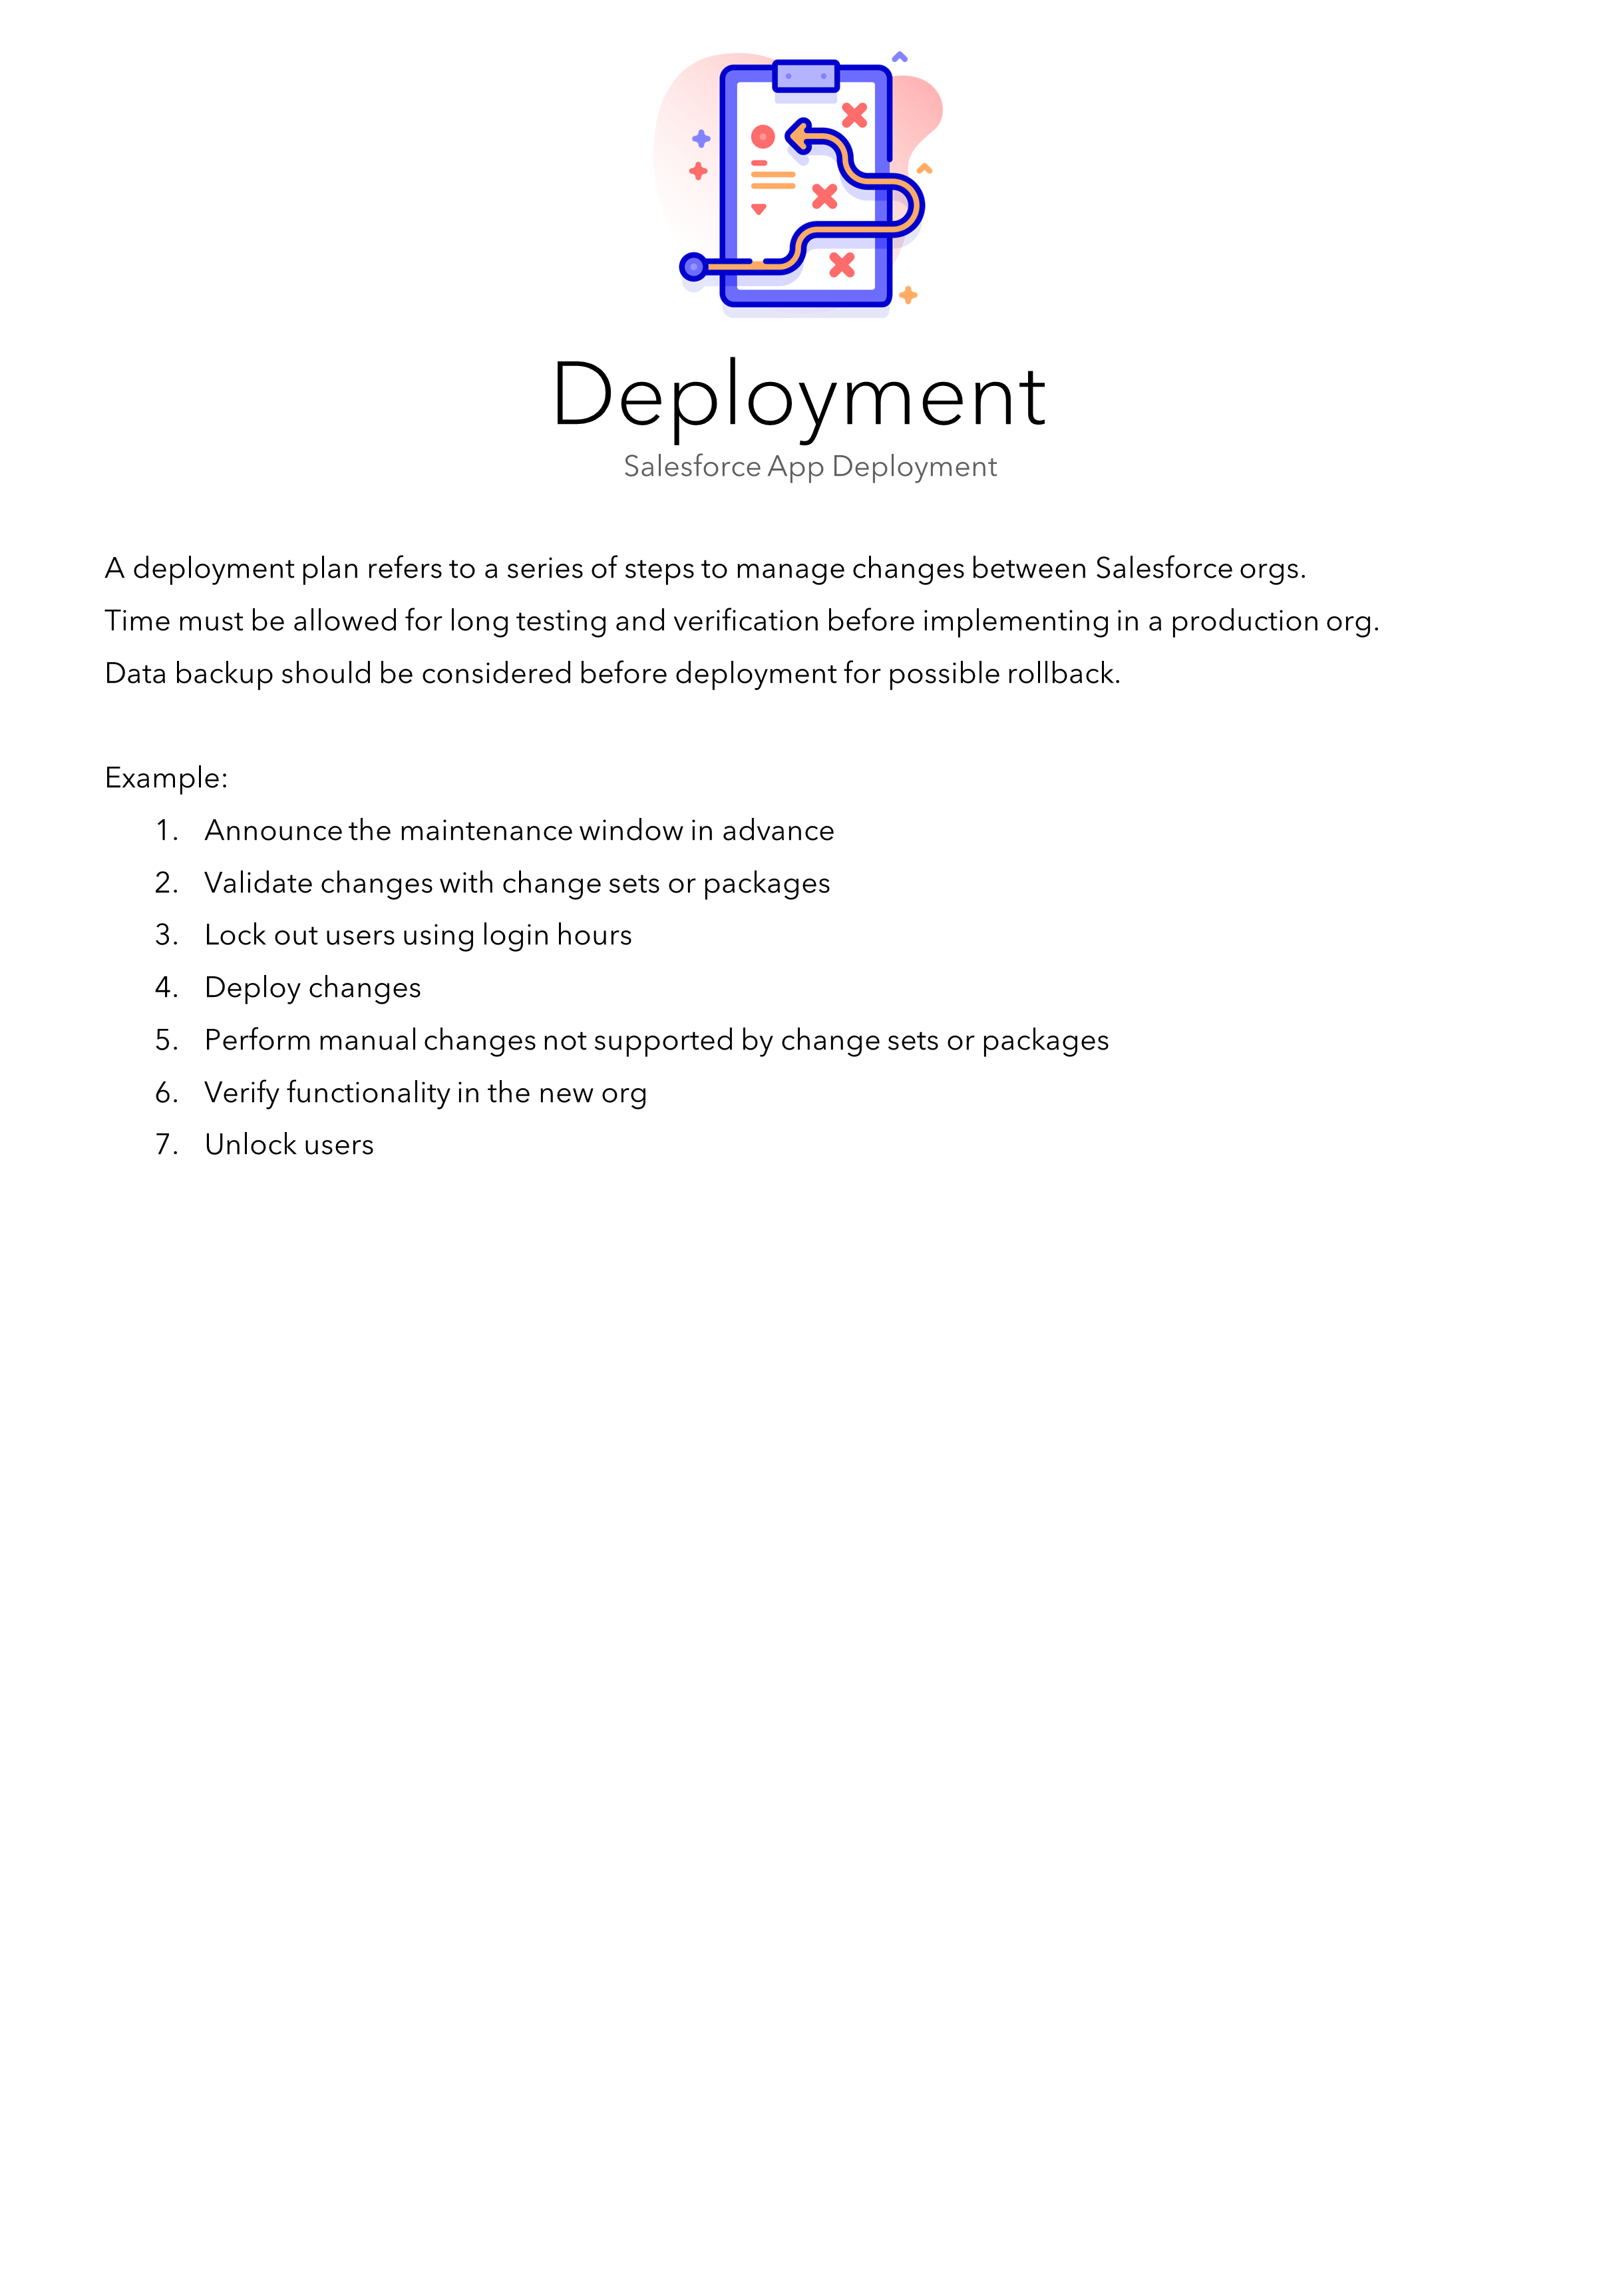 Deployment
Salesforce App Deployment
A deployment plan refers to a series of steps to manage changes between Salesforce orgs.
Time must be allowed for long testing and verification before implementing in a production org.
Data backup should be considered before deployment for possible rollback.
Example:
1. Announce the maintenance window in advance
2. Validate changes with change sets or packages
3. Lock out users using login hours
4. Deploy changes
5. Perform manual changes not supported by change sets or packages
6. Verify functionality in the new org
7. Unlock users